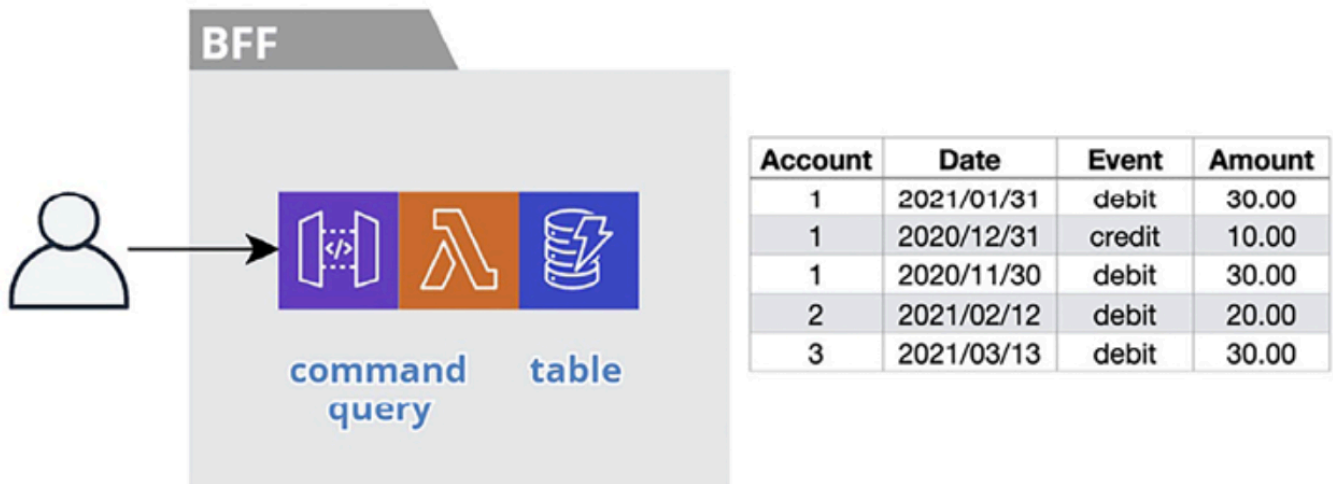 BFF
</>
command
query
table
Account Date Event Amount
1 2021/01/31 debit 30.00
1 2020/12/31 credit 10.00
1 2020/11/30 debit 30.00
2 2021/02/12 debit 20.00
3 2021/03/13 debit 30.00